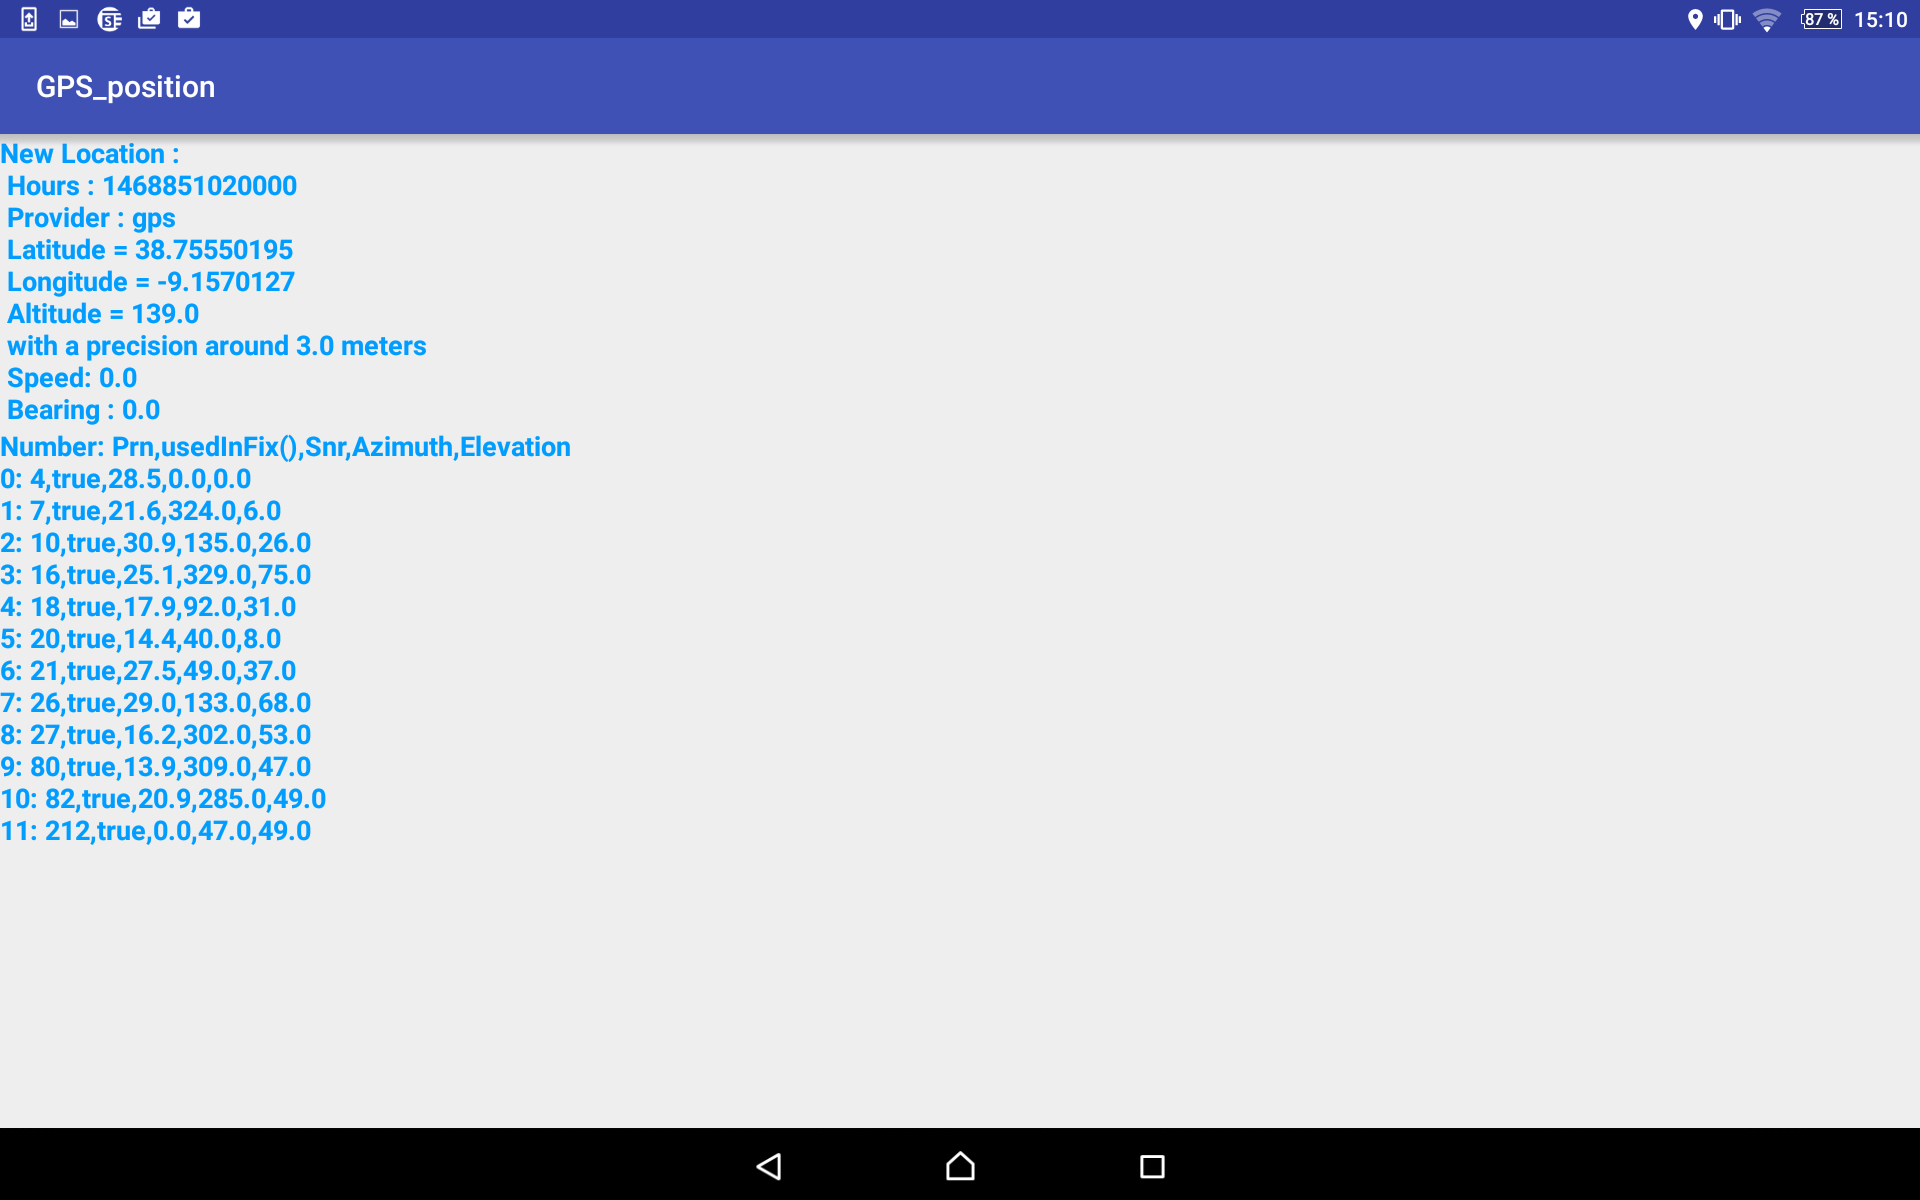 87 % 15:10
GPS_position
New Location :
Hours : 1468851020000
Provider : gps
Latitude = 38.75550195
Longitude = -9.1570127
Altitude = 139.0
with a precision around 3.0 meters
Speed: 0.0
Bearing : 0.0
Number: Prn,usedInFix(),Snr,Azimuth,Elevation
0: 4,true,28.5,0.0,0.0
1: 7,true,21.6,324.0,6.0
2: 10,true,30.9,135.0,26.0
3: 16,true,25.1,329.0,75.0
4: 18,true,17.9,92.0,31.0
5: 20,true,14.4,40.0,8.0
6: 21,true,27.5,49.0,37.0
7: 26,true,29.0,133.0,68.0
8: 27,true,16.2,302.0,53.0
9: 80,true,13.9,309.0,47.0
10: 82,true,20.9,285.0,49.0
11: 212,true,0.0,47.0,49.0